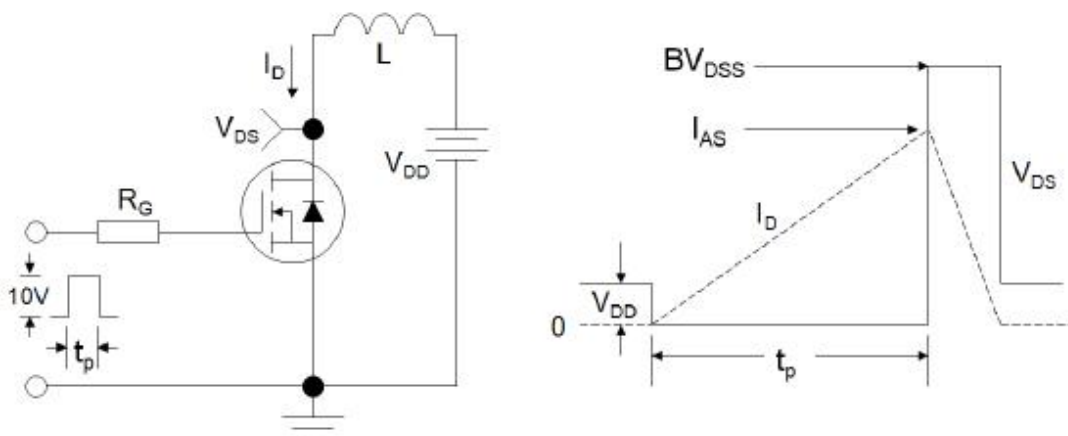 L
I_D
V_DS
V_DD
R_G
10V
t_p
BV_DSS
I_AS
V_DS
I_D
V_DD
0
t_p